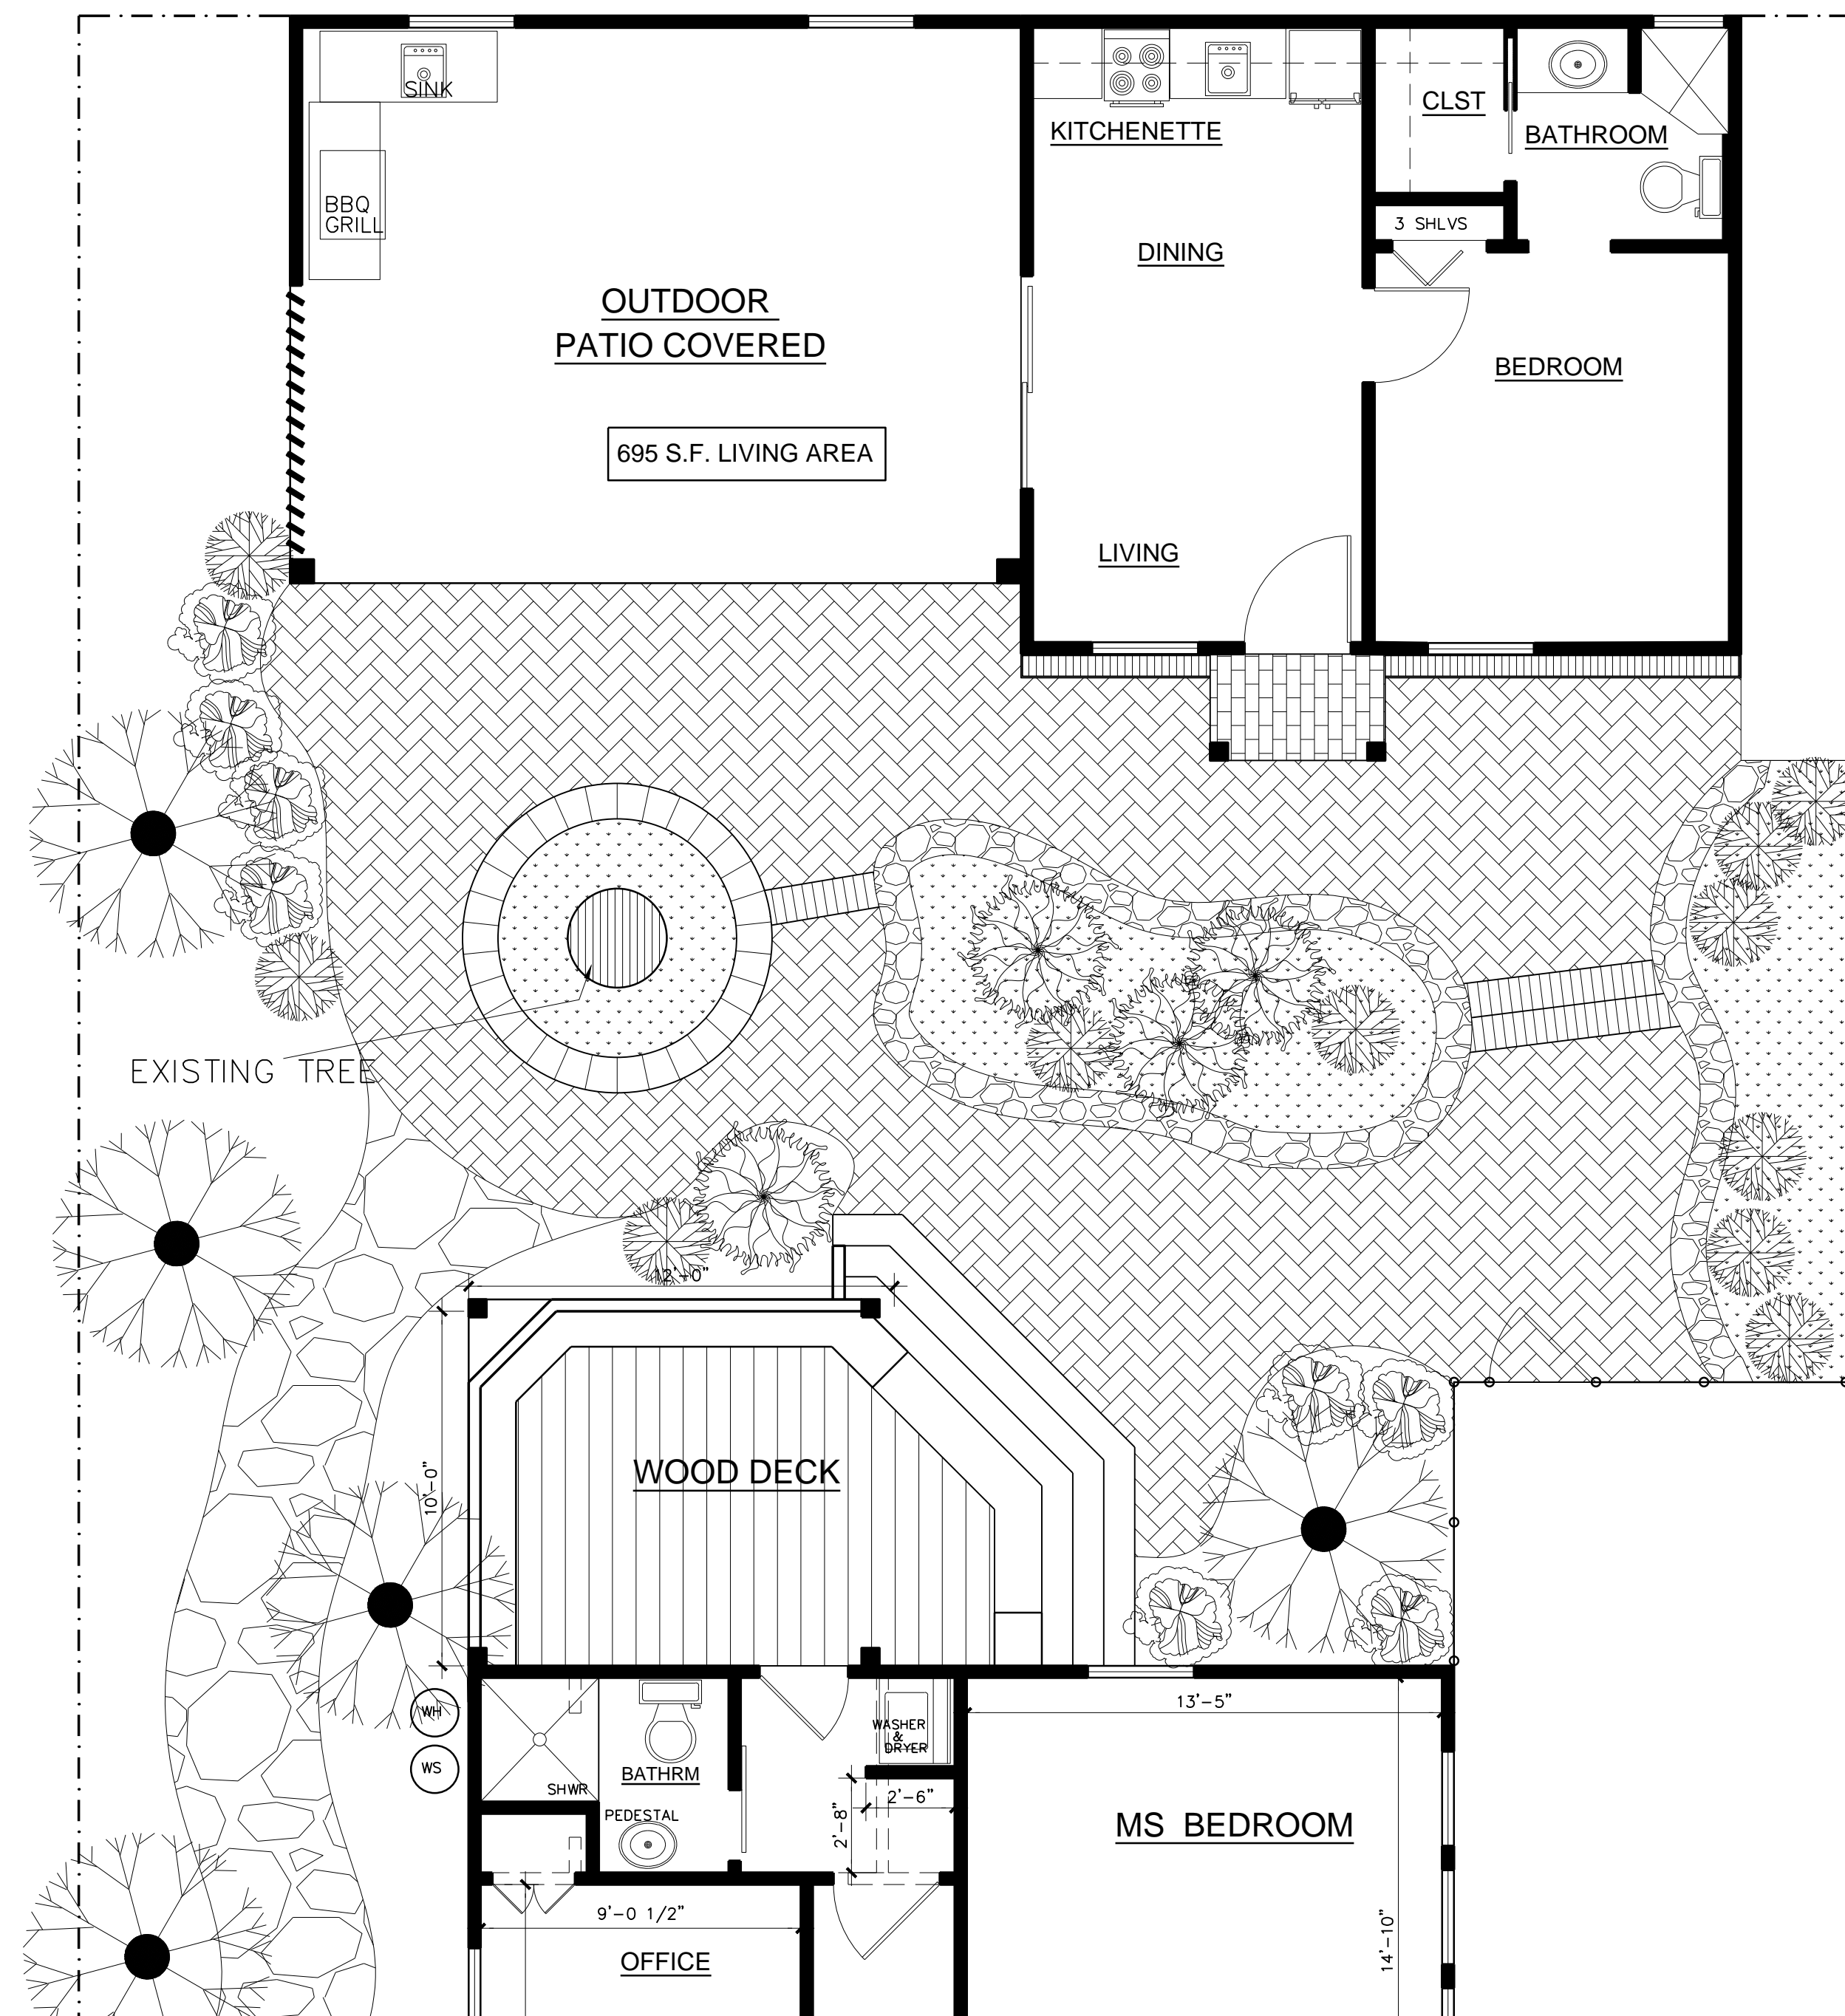 SINK
KITCHENETTE
CLST
BATHROOM
BBQ
GRILL
3 SHLVS
DINING
OUTDOOR
PATIO COVERED
BEDROOM
695 S.F. LIVING AREA
LIVING
EXISTING TREE
12'-0"
10'-0"
WOOD DECK
WH
WS
13'-5"
WASHER
&
DRYER
BATHRM
SHWR
2'-6"
PEDESTAL
2'-8"
MS BEDROOM
9'-0 1/2"
14'-10"
OFFICE